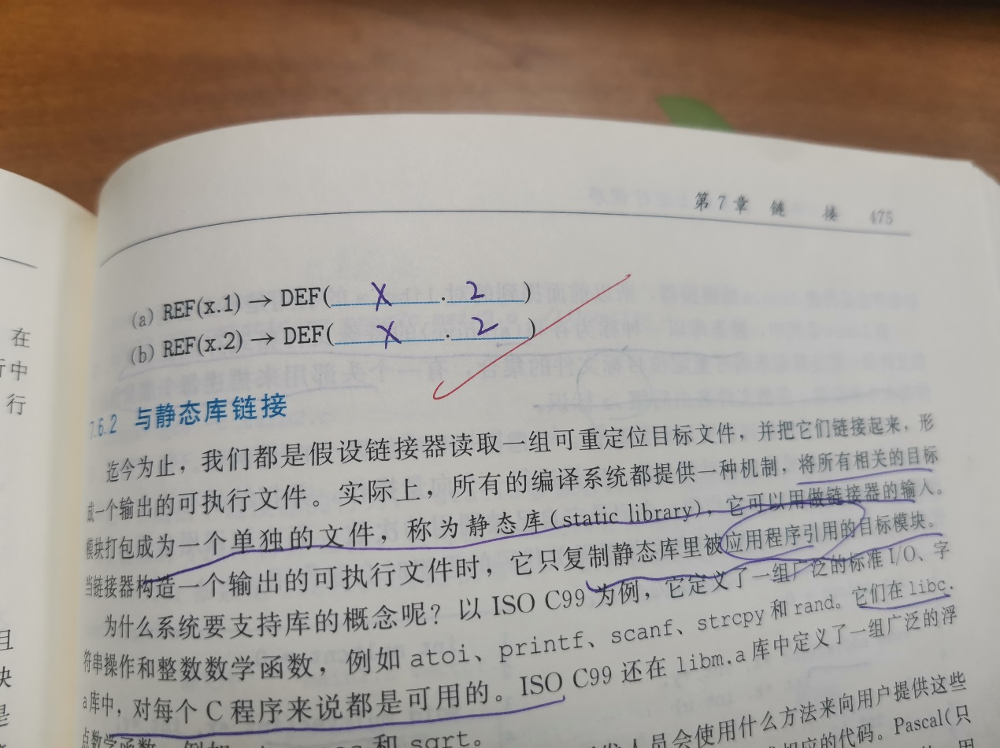 第7章 链 接 475
(a) REF(x.1) → DEF( X . 2 )
(b) REF(x.2) → DEF( X . 2 )
在
中
行
7.6.2 与静态库链接
迄今为止，我们都是假设链接器读取一组可重定位目标文件，并把它们链接起来，形
成一个输出的可执行文件。实际上，所有的编译系统都提供一种机制，将所有相关的目标
模块打包成为一个单独的文件，称为静态库(static library)，它可以用做链接器的输入。
当链接器构造一个输出的可执行文件时，它只复制静态库里被应用程序引用的目标模块。
为什么系统要支持库的概念呢？以 ISO C99 为例，它定义了一组广泛的标准 I/O、字
符串操作和整数数学函数，例如 atoi、printf、scanf、strcpy 和 rand。它们在 libc.
a 库中，对每个 C 程序来说都是可用的。ISO C99 还在 libm.a 库中定义了一组广泛的浮
点数学函数，例如 和 sqrt。
人员会使用什么方法来向用户提供这些
相应的代码。Pascal(只
且
块
是